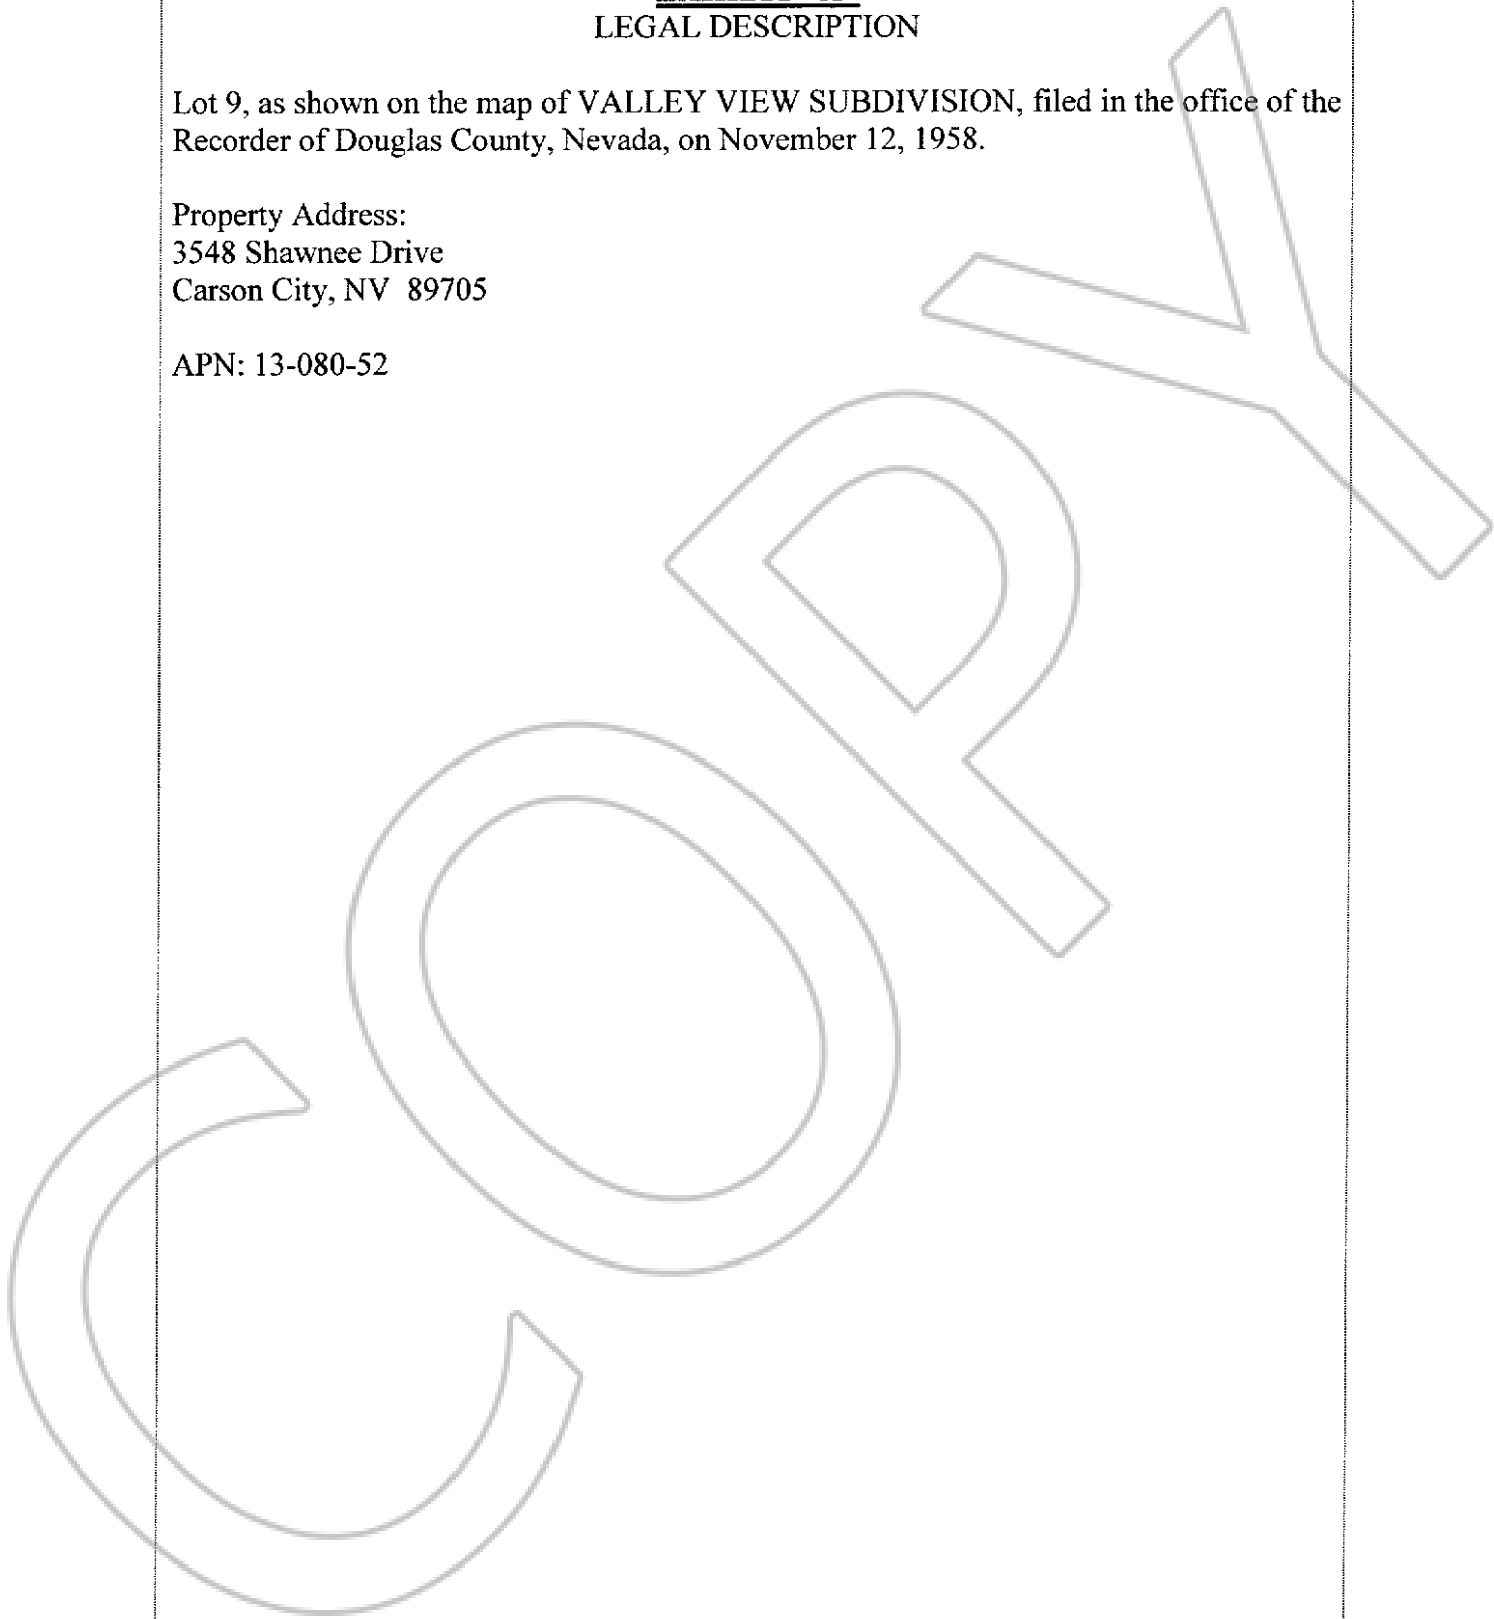 LEGAL DESCRIPTION
Lot 9, as shown on the map of VALLEY VIEW SUBDIVISION, filed in the office of the
Recorder of Douglas County, Nevada, on November 12, 1958.
Property Address:
3548 Shawnee Drive
Carson City, NV 89705
APN: 13-080-52
COPY